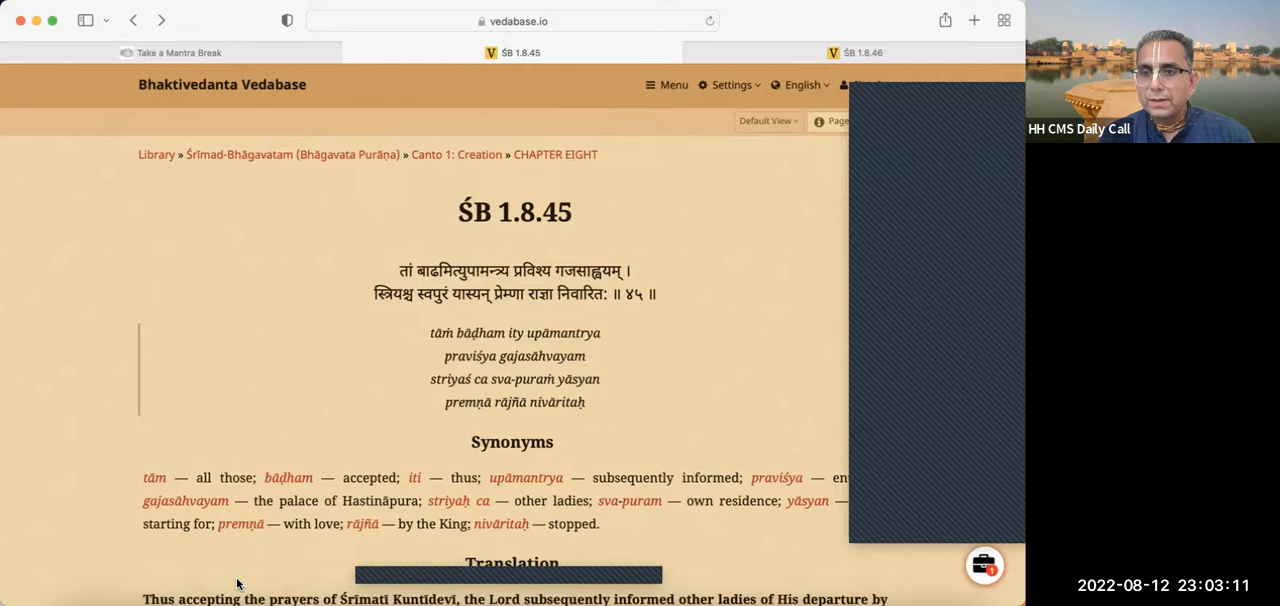 vedabase.io
Take a Mantra Break
ŚB 1.8.45
ŚB 1.8.46
Bhaktivedanta Vedabase
Menu Settings English
Default View
Library » Śrīmad-Bhāgavatam (Bhāgavata Purāṇa) » Canto 1: Creation » CHAPTER EIGHT
ŚB 1.8.45
तां बाढमित्युपामन्त्र्य प्रविश्य गजसाह्वयम् ।
स्त्रियश्च स्वपुरं यास्यन् प्रेम्णा राज्ञा निवारित: ॥ ४५ ॥
tāṁ bāḍham ity upāmantrya
praviśya gajasāhvayam
striyaś ca sva-puraṁ yāsyan
premṇā rājñā nivāritaḥ
Synonyms
tām — all those; bāḍham — accepted; iti — thus; upāmantrya — subsequently informed; praviśya —
gajasāhvayam — the palace of Hastināpura; striyaḥ ca — other ladies; sva-puram — own residence; yāsyan —
starting for; premṇā — with love; rājñā — by the King; nivāritaḥ — stopped.
Translation
Thus accepting the prayers of Śrīmatī Kuntīdevī, the Lord subsequently informed other ladies of His departure by
HH CMS Daily Call
1
2022-08-12 23:03:11